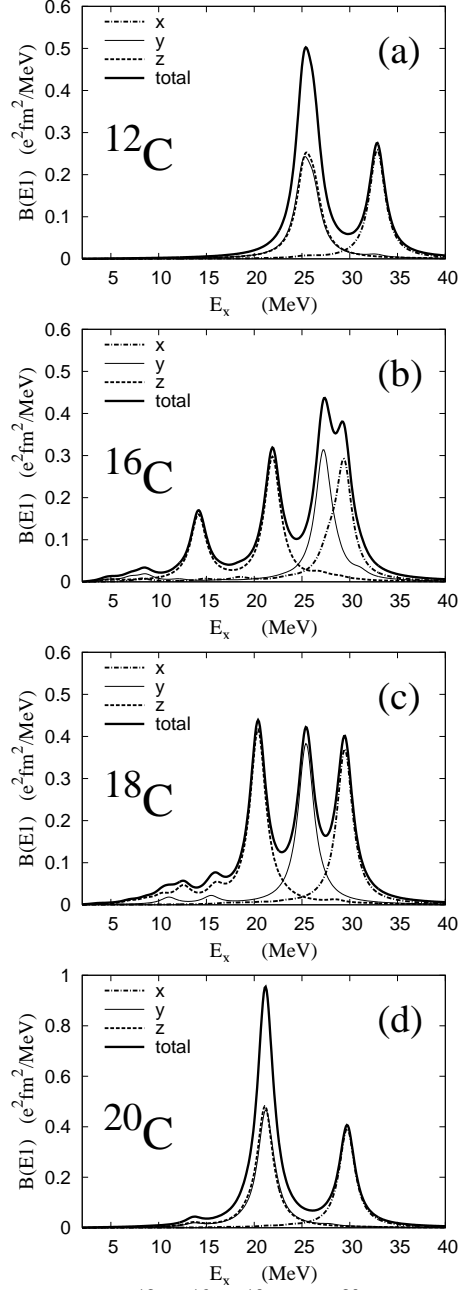 0.6
0.5
0.4
0.3
0.2
0.1
0
B(E1) (e²fm²/MeV)
x
y
z
total
(a)
¹²C
5 10 15 20 25 30 35 40
Eₓ (MeV)
0.6
0.5
0.4
0.3
0.2
0.1
0
B(E1) (e²fm²/MeV)
x
y
z
total
(b)
¹⁶C
5 10 15 20 25 30 35 40
Eₓ (MeV)
0.6
0.5
0.4
0.3
0.2
0.1
0
B(E1) (e²fm²/MeV)
x
y
z
total
(c)
¹⁸C
5 10 15 20 25 30 35 40
Eₓ (MeV)
1
0.8
0.6
0.4
0.2
0
B(E1) (e²fm²/MeV)
x
y
z
total
(d)
²⁰C
5 10 15 20 25 30 35 40
Eₓ (MeV)